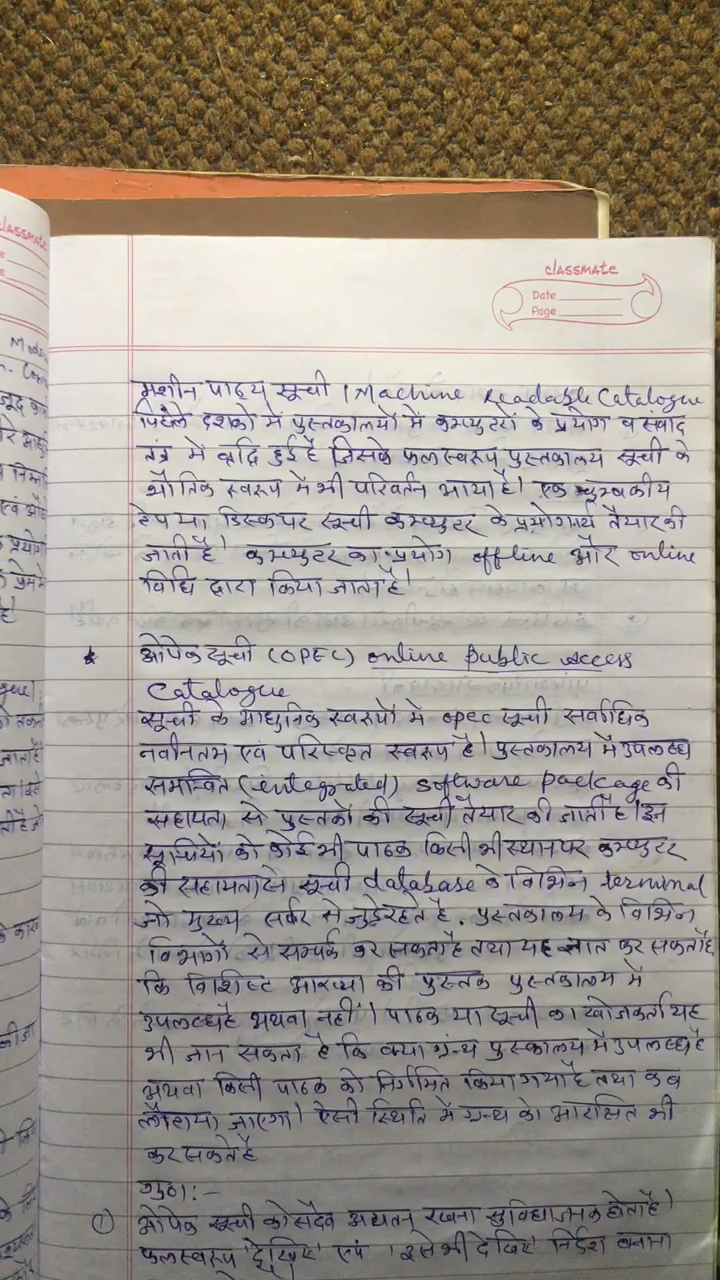 classmate
Date
Page
मशीन पाठ्य सूची (Machine Readable Catalogue
पिछले दशको में पुस्तकालयों में कम्प्युटरों के प्रयोग व संवाद
तंत्र में वृद्दि हुई है जिसके फलस्वरूप पुस्तकालय सूची के
भौतिक स्वरूप में भी परिवर्तन आया है। एक चुम्बकीय
टेप या डिस्क पर सूची कम्प्युटर के प्रयोगार्थ तैयार की
जाती है। कम्प्युटर का प्रयोग offline और online
विधि द्वारा किया जाता है।
* ओपेक सूची (OPEC) online public access
Catalogue
सूची के आधुनिक स्वरूपो मे opec सूची सर्वाधिक
नवीनतम एवं परिस्कृत स्वरूप है। पुस्तकालय में उपलब्ध
समान्वित (integrated) software package की
सहायता से पुस्तकों की सूची तैयार की जाती है। इन
सूचियों को कोई भी पाठक किसी भी स्थान पर कम्प्युटर
की सहायता से सूची database के विभिन terminal
जो मुख्य सर्वर से जुडे रहते है. पुस्तकालय के विभिन
विभागों से सम्पर्क कर सकता है तथा यह ज्ञात कर सकता है
कि विशिष्ट आख्या की पुस्तक पुस्तकालय में
उपलब्ध है अथवा नहीं। पाठक या सूची का खोजकर्ता यह
भी जान सकता है कि क्या ग्रन्थ पुस्कालय में उपलब्ध है
अथवा किसी पाठक को निर्गमित किया गया है तथा कब
लौटाया जाएगा। ऐसी स्थिति में ग्रन्थ को आरक्षित भी
कर सकते है
गुण:-
① ओपेक सूची को सदैव अद्यतन रखना सुविधाजनक होता है।
फलस्वरूप 'देखिए' एवं 'इसे भी देखिए' निर्देश बनाना